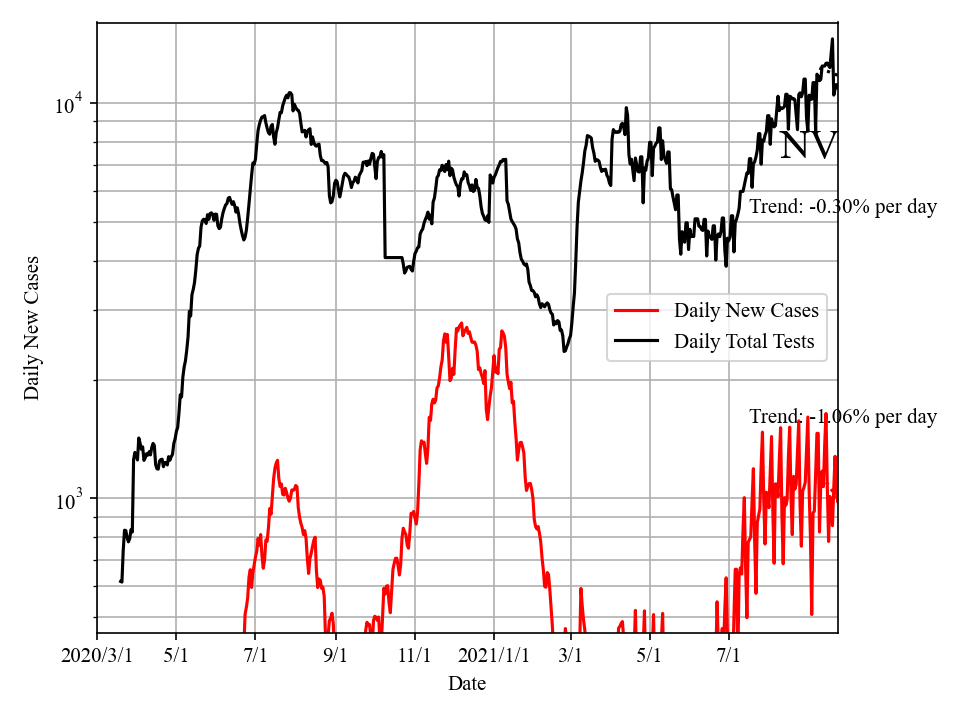 10^4
NV
Trend: -0.30% per day
Daily New Cases
Daily New Cases
Daily Total Tests
Trend: -1.06% per day
10^3
2020/3/1 5/1 7/1 9/1 11/1 2021/1/1 3/1 5/1 7/1
Date